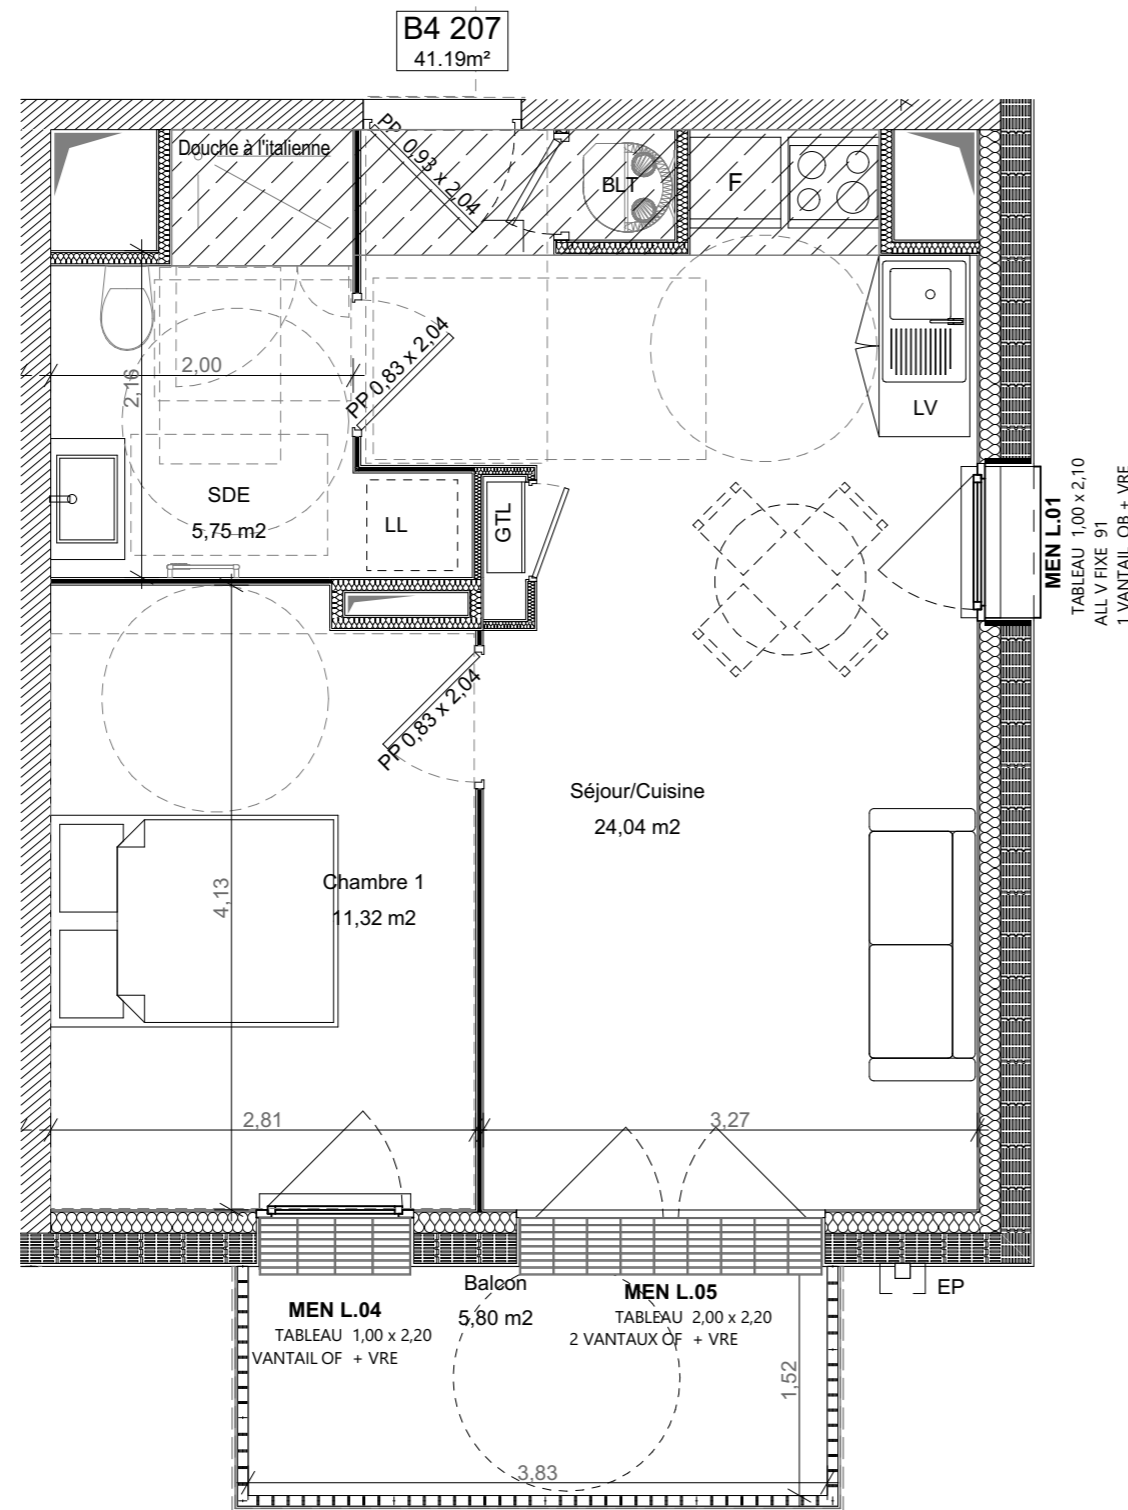 B4 207
41.19m²
Douche à l'italienne
PP 0,93 x 2,04
BLT
F
PP 0,83 x 2,04
2,00
2,16
LV
SDE
5,75 m2
LL
GTL
MEN L.01
TABLEAU 1,00 x 2,10
ALL V FIXE 91
1 VANTAIL OB + VRE
PP 0,83 x 2,04
Séjour/Cuisine
24,04 m2
Chambre 1
11,32 m2
4,13
2,81
3,27
Balcon
5,80 m2
MEN L.04
TABLEAU 1,00 x 2,20
VANTAIL OF + VRE
MEN L.05
TABLEAU 2,00 x 2,20
2 VANTAUX OF + VRE
EP
1,52
3,83